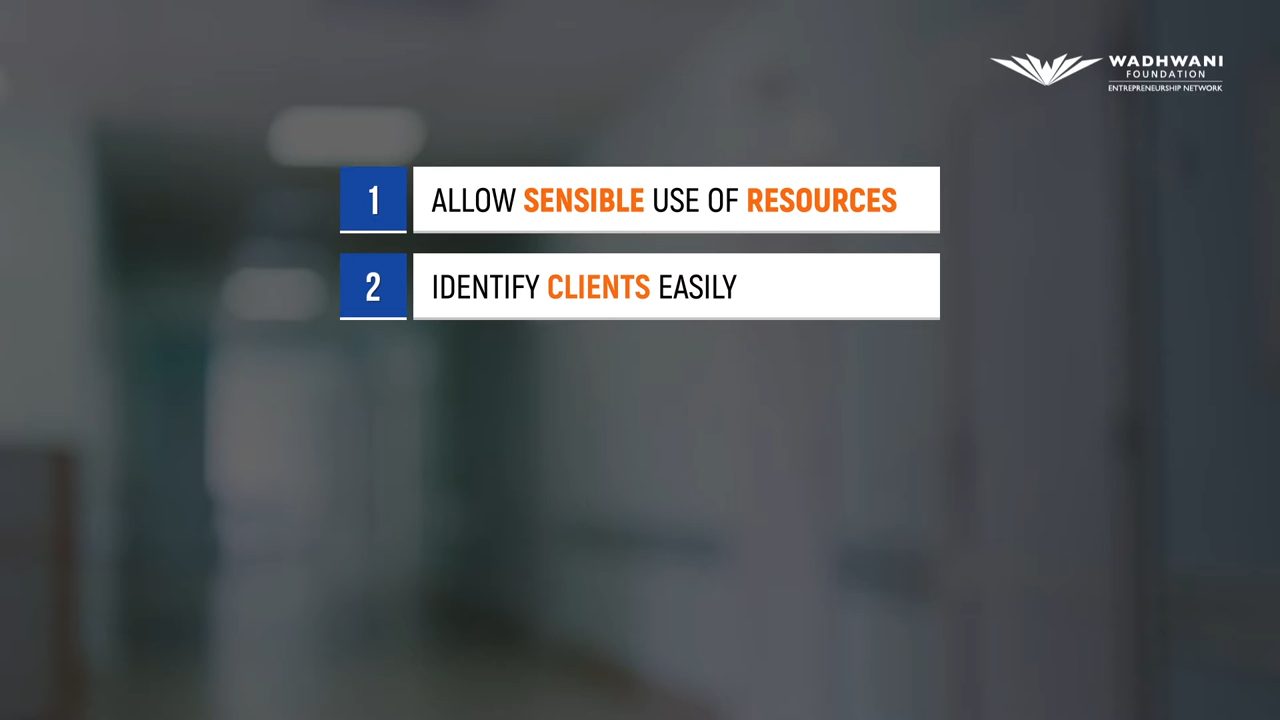 WADHWANI
FOUNDATION
ENTREPRENEURSHIP NETWORK
1 ALLOW SENSIBLE USE OF RESOURCES
2 IDENTIFY CLIENTS EASILY